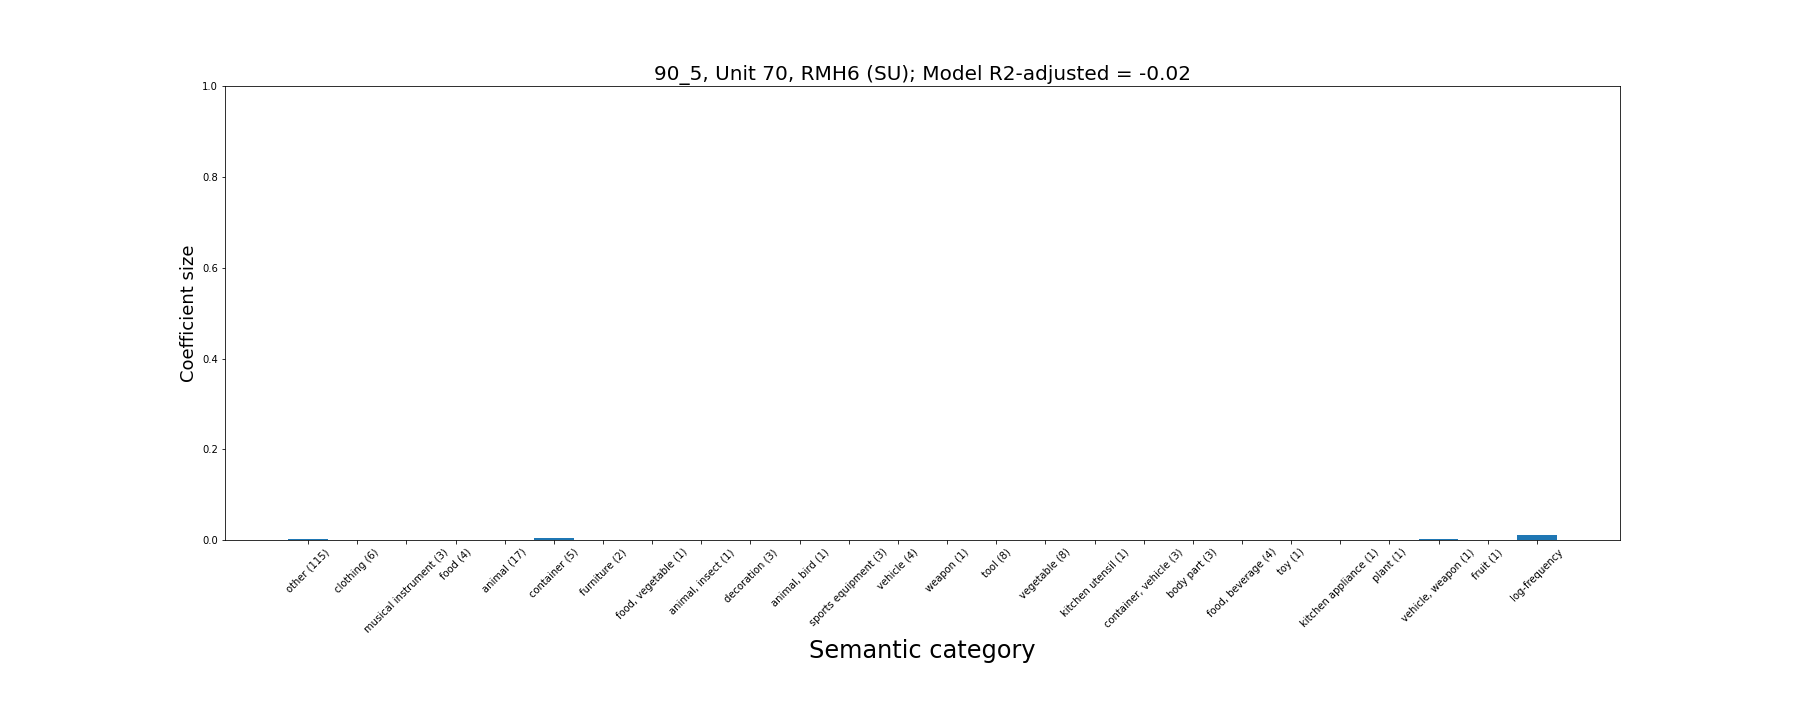 90_5, Unit 70, RMH6 (SU); Model R2-adjusted = -0.02
1.0
0.8
0.6
0.4
0.2
0.0
Coefficient size
other (115)
clothing (6)
musical instrument (3)
food (4)
animal (17)
container (5)
furniture (2)
food, vegetable (1)
animal, insect (1)
decoration (3)
animal, bird (1)
sports equipment (3)
vehicle (4)
weapon (1)
tool (8)
vegetable (8)
kitchen utensil (1)
container, vehicle (3)
body part (3)
food, beverage (4)
toy (1)
kitchen appliance (1)
plant (1)
vehicle, weapon (1)
fruit (1)
log-frequency
Semantic category